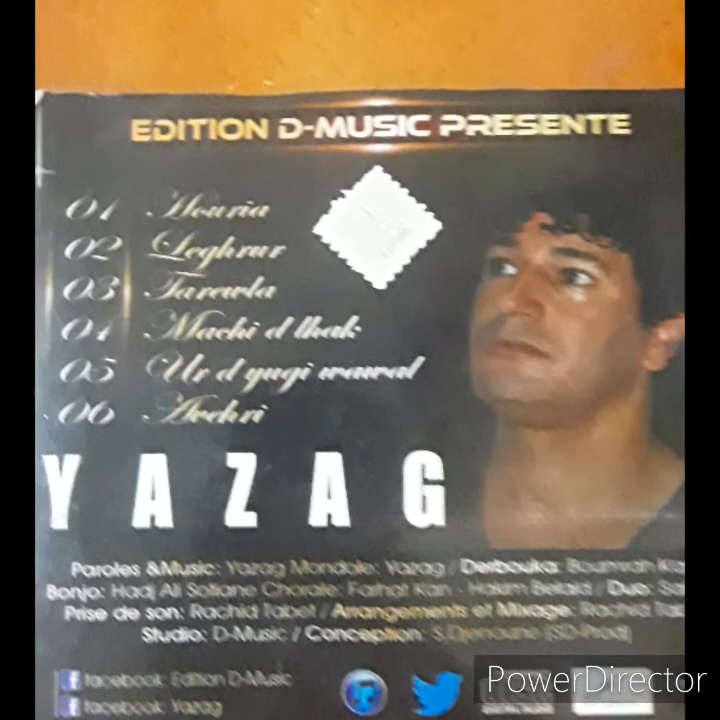 EDITION D-MUSIC PRESENTE
01 Houria
02 Leghrur
03 Tarewla
04 Machi d lhak
05 Ur d yugi wawal
06
YAZAG
Paroles &Music: Yazag Mondole: Yazag / Derbouka:
Bonjo: Hadj Ali Sofiane Chorale: Farhat Kan - Hakim Belaid / Duo:
Prise de son: Rachid Tabet / Arrangements et Mixage: Rachid
Studio: D-Music / Conception: S.Djenoune (SD-Prod)
facebook: Edition D-Music
facebook: Yazag
PowerDirector